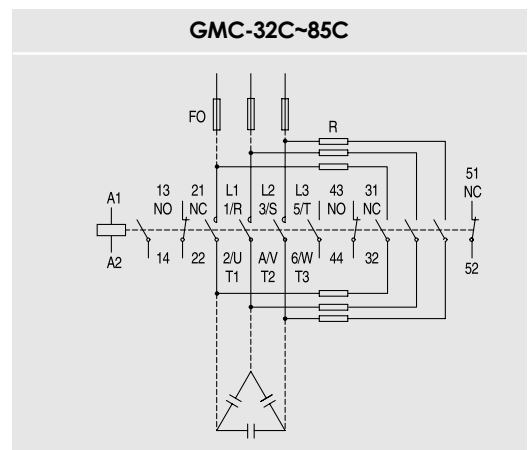 GMC-32C~85C
FO
R
51
NC
13 21 L1 L2 L3 43 31
A1 NO NC 1/R 3/S 5/T NO NC
14 22 2/U A/V 6/W 44 32
A2 T1 T2 T3
52